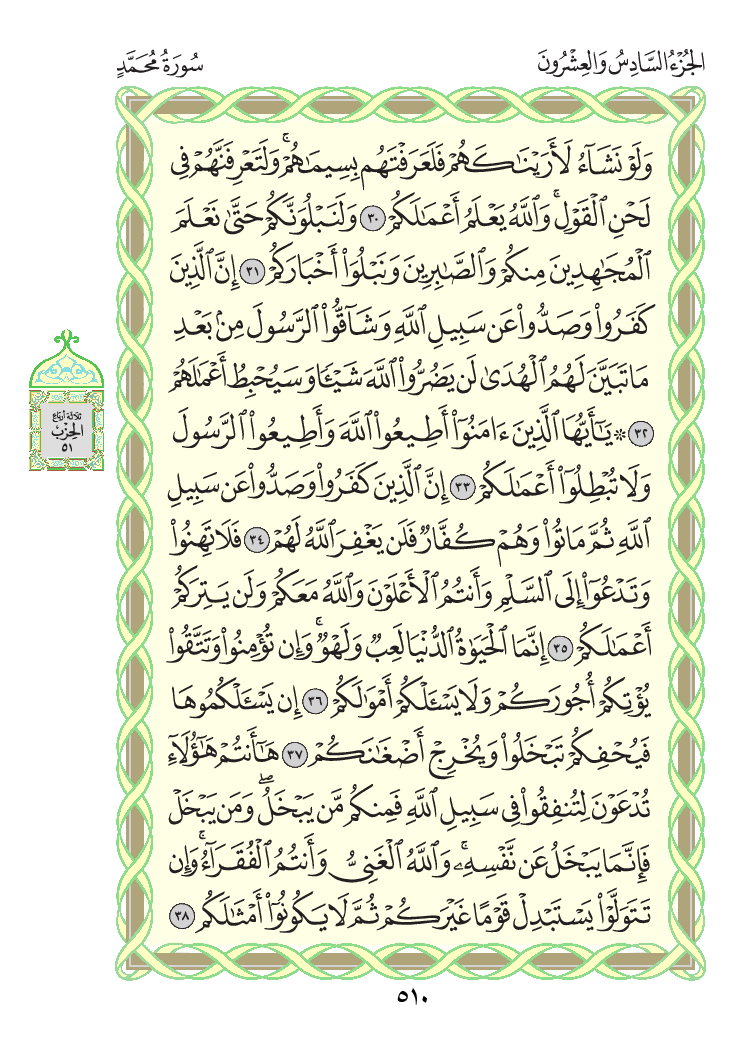 الجُزْءُ السَّادِسُ وَالعِشْرُونَ
سُورَةُ مُحَمَّدٍ
وَلَوْ نَشَآءُ لَأَرَيْنَٰكَهُمْ فَلَعَرَفْتَهُم بِسِيمَٰهُمْۚ وَلَتَعْرِفَنَّهُمْ فِي
لَحْنِ ٱلْقَوْلِۚ وَٱللَّهُ يَعْلَمُ أَعْمَٰلَكُمْ ٣٠ وَلَنَبْلُوَنَّكُمْ حَتَّىٰ نَعْلَمَ
ٱلْمُجَٰهِدِينَ مِنكُمْ وَٱلصَّٰبِرِينَ وَنَبْلُوَا۟ أَخْبَارَكُمْ ٣١ إِنَّ ٱلَّذِينَ
كَفَرُوا۟ وَصَدُّوا۟ عَن سَبِيلِ ٱللَّهِ وَشَآقُّوا۟ ٱلرَّسُولَ مِنۢ بَعْدِ
مَا تَبَيَّنَ لَهُمُ ٱلْهُدَىٰ لَن يَضُرُّوا۟ ٱللَّهَ شَيْـًٔا وَسَيُحْبِطُ أَعْمَٰلَهُمْ
٣٢ ۞ يَٰٓأَيُّهَا ٱلَّذِينَ ءَامَنُوٓا۟ أَطِيعُوا۟ ٱللَّهَ وَأَطِيعُوا۟ ٱلرَّسُولَ
وَلَا تُبْطِلُوٓا۟ أَعْمَٰلَكُمْ ٣٣ إِنَّ ٱلَّذِينَ كَفَرُوا۟ وَصَدُّوا۟ عَن سَبِيلِ
ٱللَّهِ ثُمَّ مَاتُوا۟ وَهُمْ كُفَّارٌ فَلَن يَغْفِرَ ٱللَّهُ لَهُمْ ٣٤ فَلَا تَهِنُوا۟
وَتَدْعُوٓا۟ إِلَى ٱلسَّلْمِ وَأَنتُمُ ٱلْأَعْلَوْنَ وَٱللَّهُ مَعَكُمْ وَلَن يَتِرَكُمْ
أَعْمَٰلَكُمْ ٣٥ إِنَّمَا ٱلْحَيَوٰةُ ٱلدُّنْيَا لَعِبٌ وَلَهْوٌۚ وَإِن تُؤْمِنُوا۟ وَتَتَّقُوا۟
يُؤْتِكُمْ أُجُورَكُمْ وَلَا يَسْـَٔلْكُمْ أَمْوَٰلَكُمْ ٣٦ إِن يَسْـَٔلْكُمُوهَا
فَيُحْفِكُمْ تَبْخَلُوا۟ وَيُخْرِجْ أَضْغَٰنَكُمْ ٣٧ هَٰٓأَنتُمْ هَٰٓؤُلَآءِ
تُدْعَوْنَ لِتُنفِقُوا۟ فِي سَبِيلِ ٱللَّهِ فَمِنكُم مَّن يَبْخَلُۖ وَمَن يَبْخَلْ
فَإِنَّمَا يَبْخَلُ عَن نَّفْسِهِۦۚ وَٱللَّهُ ٱلْغَنِيُّ وَأَنتُمُ ٱلْفُقَرَآءُۚ وَإِن
تَتَوَلَّوْا۟ يَسْتَبْدِلْ قَوْمًا غَيْرَكُمْ ثُمَّ لَا يَكُونُوٓا۟ أَمْثَٰلَكُم ٣٨
ثلاثة أرباع
الحِزْب
٥١
٥١٠